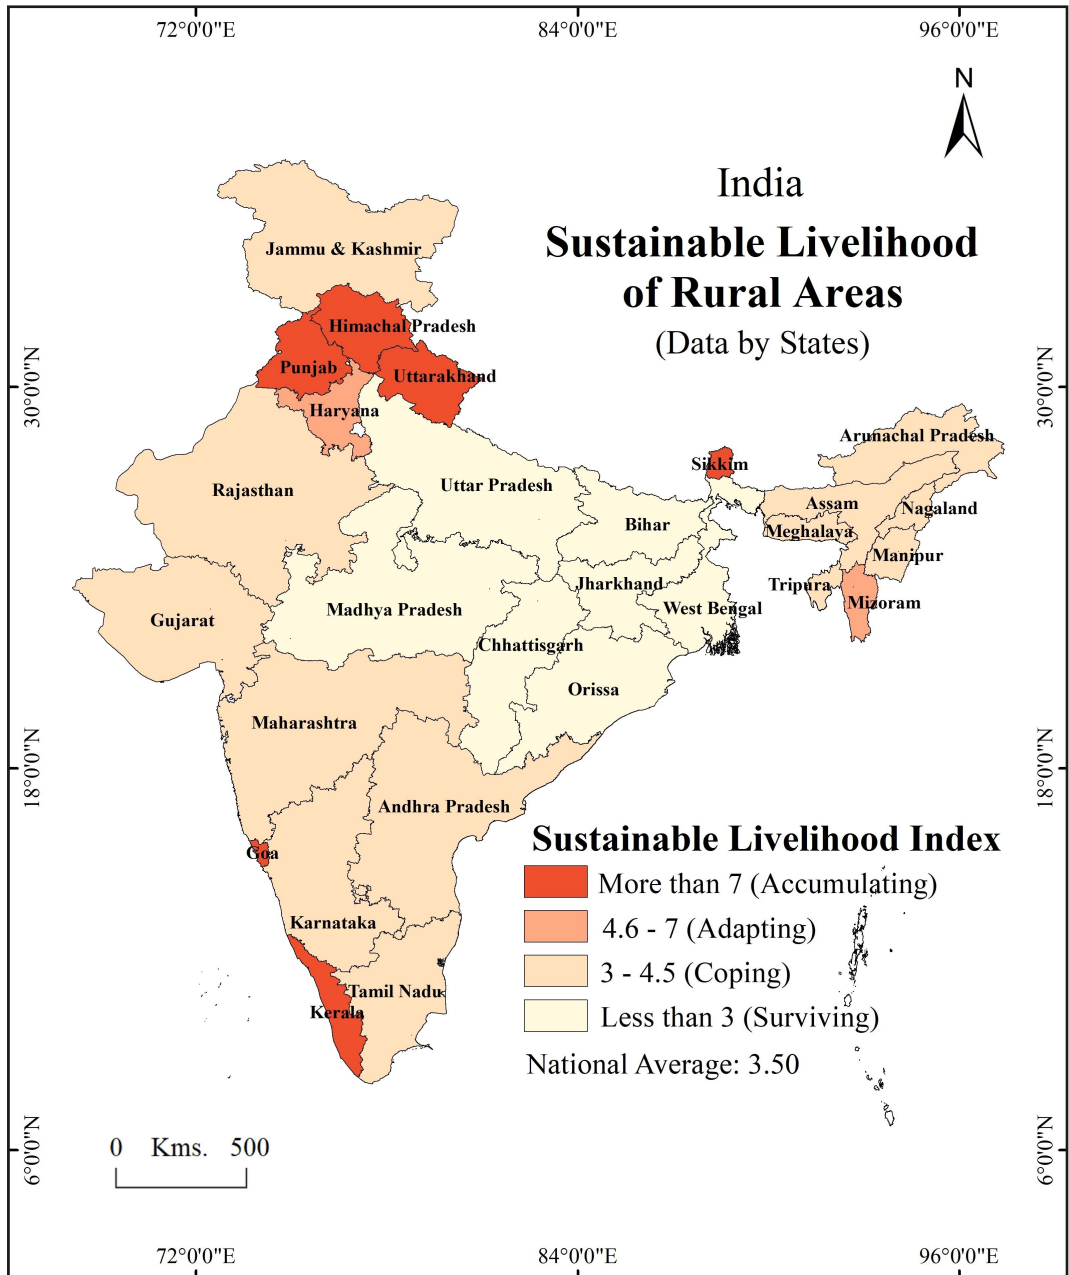 72°0'0"E 84°0'0"E 96°0'0"E
N
India
Sustainable Livelihood
of Rural Areas
(Data by States)
Jammu & Kashmir
Himachal Pradesh
Punjab
Uttarakhand
30°0'0"N
30°0'0"N
Haryana
Arunachal Pradesh
Sikkim
Uttar Pradesh
Rajasthan
Assam
Nagaland
Bihar
Meghalaya
Manipur
Jharkhand
Tripura
Mizoram
Madhya Pradesh
West Bengal
Gujarat
Chhattisgarh
Orissa
Maharashtra
18°0'0"N
18°0'0"N
Andhra Pradesh
Goa
Karnataka
Tamil Nadu
Kerala
Sustainable Livelihood Index
More than 7 (Accumulating)
4.6 - 7 (Adapting)
3 - 4.5 (Coping)
Less than 3 (Surviving)
National Average: 3.50
0 Kms. 500
6°0'0"N
6°0'0"N
72°0'0"E 84°0'0"E 96°0'0"E